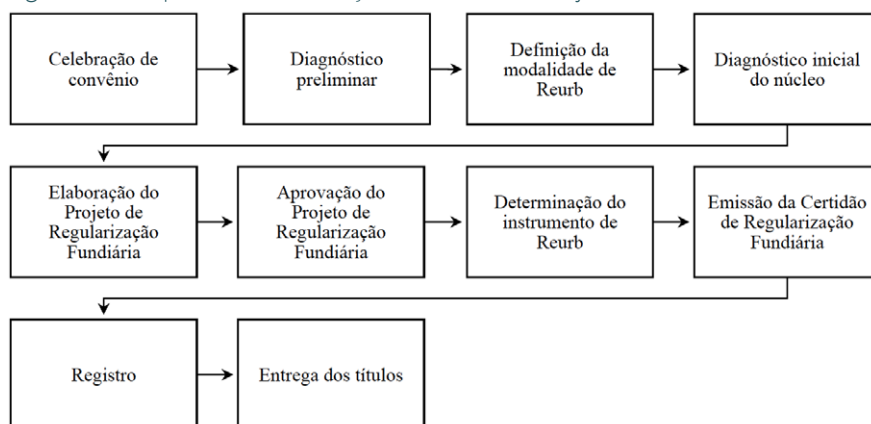 Celebração de
convênio
Diagnóstico
preliminar
Definição da
modalidade de
Reurb
Diagnóstico inicial
do núcleo
Elaboração do
Projeto de
Regularização
Fundiária
Aprovação do
Projeto de
Regularização
Fundiária
Determinação do
instrumento de
Reurb
Emissão da Certidão
de Regularização
Fundiária
Registro
Entrega dos títulos